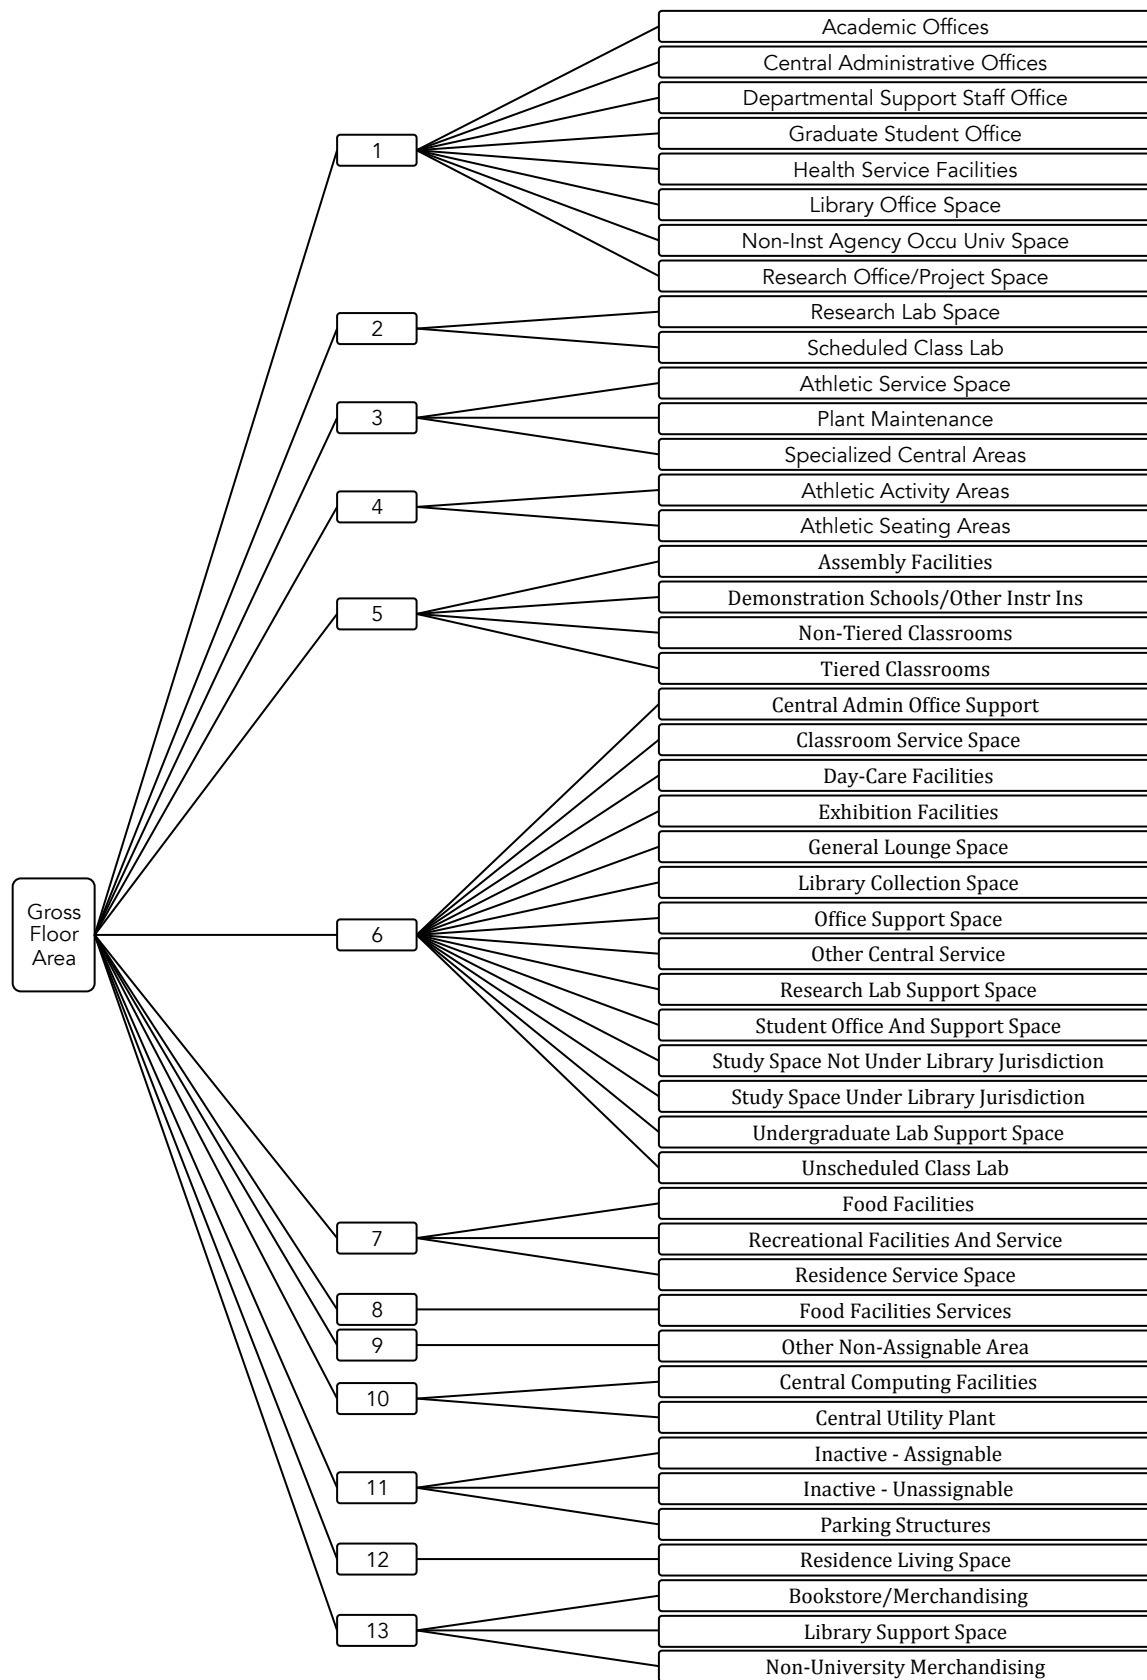 Academic Offices
Central Administrative Offices
Departmental Support Staff Office
1
Graduate Student Office
Health Service Facilities
Library Office Space
Non-Inst Agency Occu Univ Space
Research Office/Project Space
2
Research Lab Space
Scheduled Class Lab
3
Athletic Service Space
Plant Maintenance
Specialized Central Areas
4
Athletic Activity Areas
Athletic Seating Areas
5
Assembly Facilities
Demonstration Schools/Other Instr Ins
Non-Tiered Classrooms
Tiered Classrooms
Gross
Floor
Area
6
Central Admin Office Support
Classroom Service Space
Day-Care Facilities
Exhibition Facilities
General Lounge Space
Library Collection Space
Office Support Space
Other Central Service
Research Lab Support Space
Student Office And Support Space
Study Space Not Under Library Jurisdiction
Study Space Under Library Jurisdiction
Undergraduate Lab Support Space
Unscheduled Class Lab
7
Food Facilities
Recreational Facilities And Service
Residence Service Space
8
Food Facilities Services
9
Other Non-Assignable Area
10
Central Computing Facilities
Central Utility Plant
11
Inactive - Assignable
Inactive - Unassignable
Parking Structures
12
Residence Living Space
13
Bookstore/Merchandising
Library Support Space
Non-University Merchandising